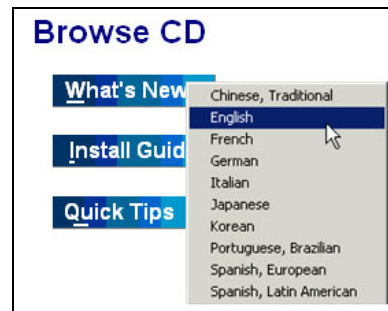 Browse CD
What's New
Install Guid
Quick Tips
Chinese, Traditional
English
French
German
Italian
Japanese
Korean
Portuguese, Brazilian
Spanish, European
Spanish, Latin American